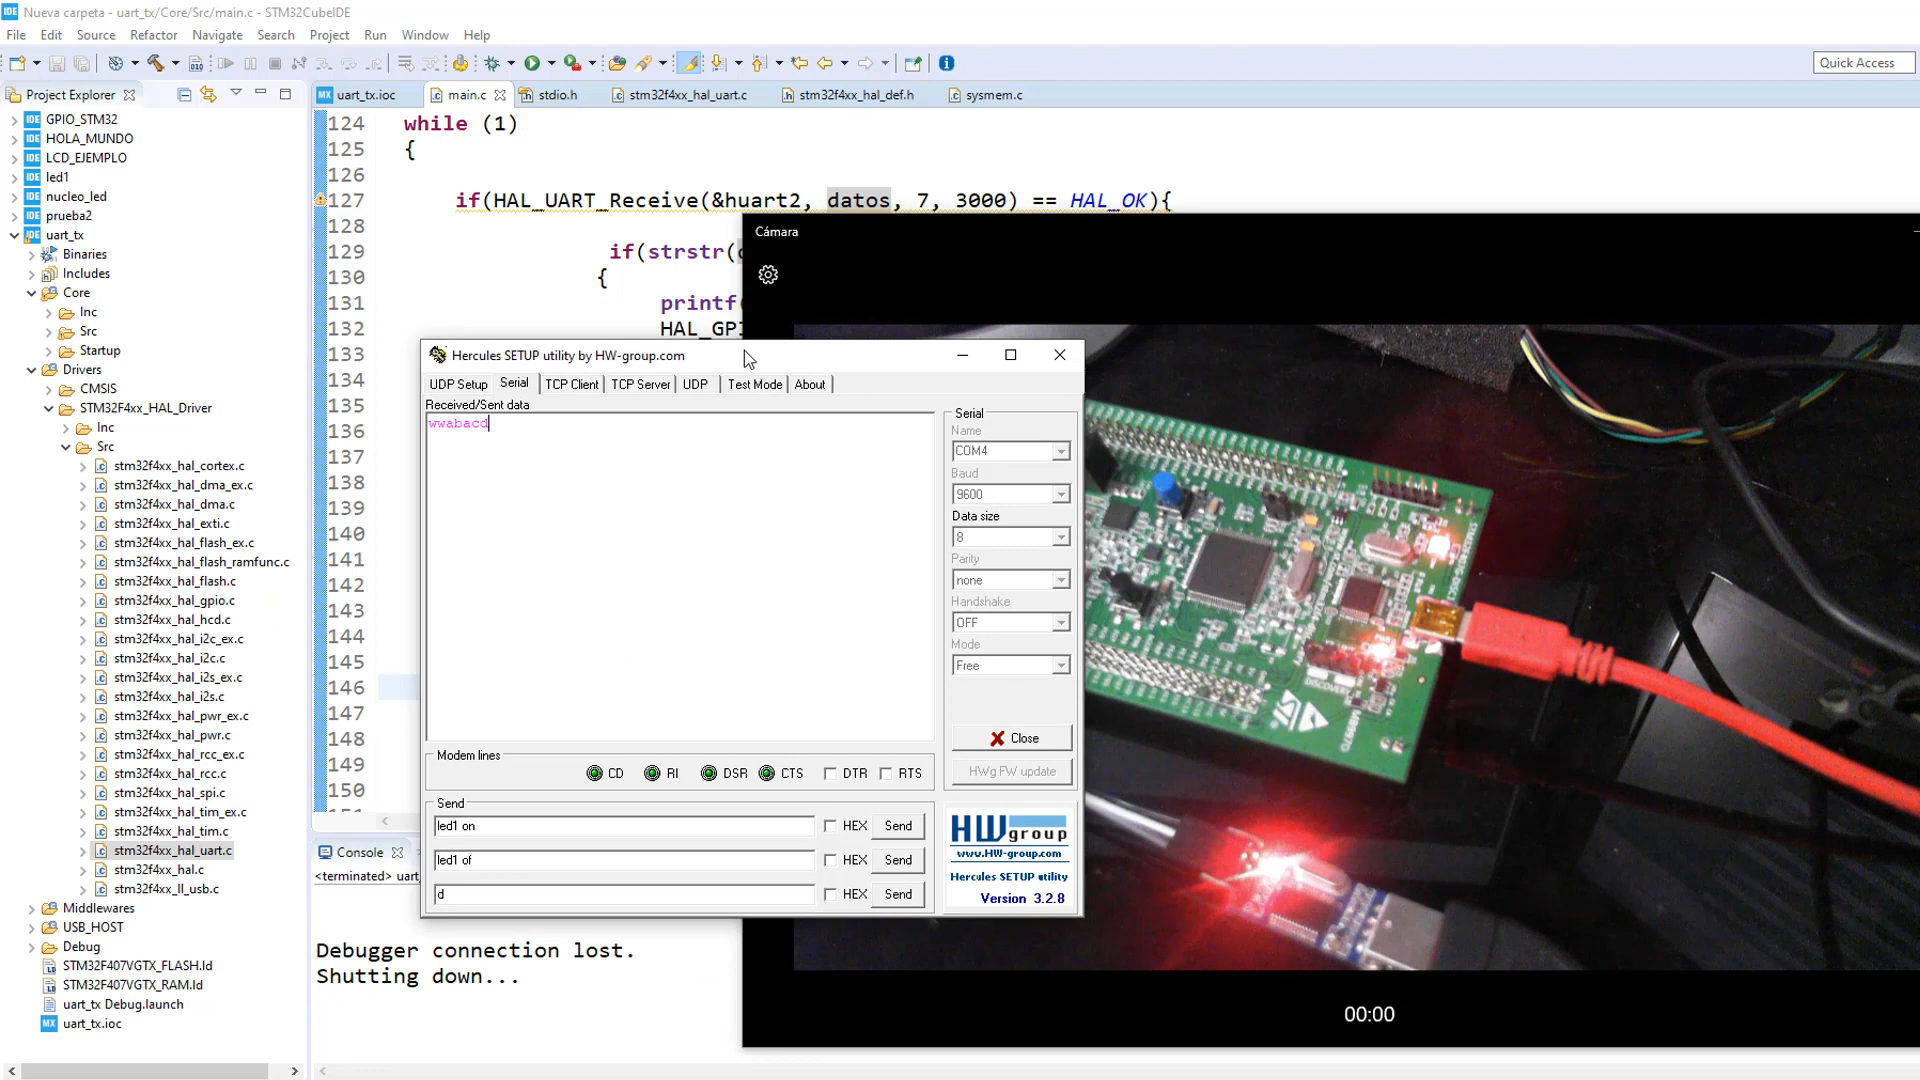 Nueva carpeta - uart_tx/Core/Src/main.c - STM32CubeIDE
File Edit Source Refactor Navigate Search Project Run Window Help
Quick Access
Project Explorer
GPIO_STM32
HOLA_MUNDO
LCD_EJEMPLO
led1
nucleo_led
prueba2
uart_tx
Binaries
Includes
Core
Inc
Src
Startup
Drivers
CMSIS
STM32F4xx_HAL_Driver
Inc
Src
stm32f4xx_hal_cortex.c
stm32f4xx_hal_dma_ex.c
stm32f4xx_hal_dma.c
stm32f4xx_hal_exti.c
stm32f4xx_hal_flash_ex.c
stm32f4xx_hal_flash_ramfunc.c
stm32f4xx_hal_flash.c
stm32f4xx_hal_gpio.c
stm32f4xx_hal_hcd.c
stm32f4xx_hal_i2c_ex.c
stm32f4xx_hal_i2c.c
stm32f4xx_hal_i2s_ex.c
stm32f4xx_hal_i2s.c
stm32f4xx_hal_pwr_ex.c
stm32f4xx_hal_pwr.c
stm32f4xx_hal_rcc_ex.c
stm32f4xx_hal_rcc.c
stm32f4xx_hal_spi.c
stm32f4xx_hal_tim_ex.c
stm32f4xx_hal_tim.c
stm32f4xx_hal_uart.c
stm32f4xx_hal.c
stm32f4xx_ll_usb.c
Middlewares
USB_HOST
Debug
STM32F407VGTX_FLASH.ld
STM32F407VGTX_RAM.ld
uart_tx Debug.launch
uart_tx.ioc
uart_tx.ioc main.c stdio.h stm32f4xx_hal_uart.c stm32f4xx_hal_def.h sysmem.c
124 while (1)
125 {
126
127 if(HAL_UART_Receive(&huart2, datos, 7, 3000) == HAL_OK){
128
129 if(strstr(
130 {
131 printf
132 HAL_GPI
133
134
135
136
137
138
139
140
141
142
143
144
145
146
147
148
149
150
Console
<terminated> uart_
Debugger connection lost.
Shutting down...
Hercules SETUP utility by HW-group.com
UDP Setup Serial TCP Client TCP Server UDP Test Mode About
Received/Sent data
wwabacd
Serial
Name
COM4
Baud
9600
Data size
8
Parity
none
Handshake
OFF
Mode
Free
Close
HWg FW update
Modem lines
CD RI DSR CTS DTR RTS
Send
led1 on HEX Send
led1 of HEX Send
d HEX Send
HWgroup
www.HW-group.com
Hercules SETUP utility
Version 3.2.8
Cámara
00:00